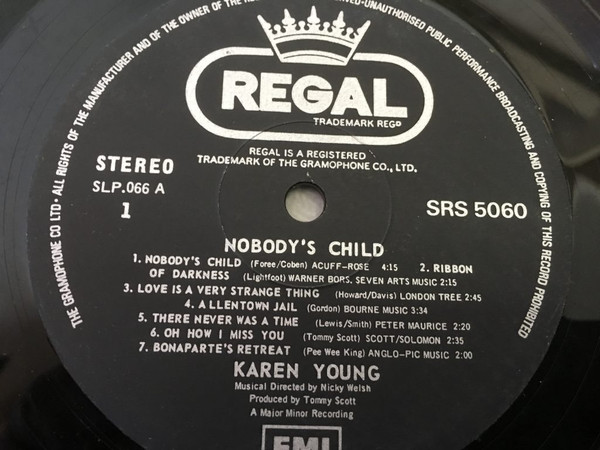 THE GRAMOPHONE CO LTD · ALL RIGHTS OF THE MANUFACTURER AND OF THE OWNER OF THE
RESERVED · UNAUTHORISED PUBLIC PERFORMANCE BROADCASTING AND COPYING OF THIS RECORD PROHIBITED
REGAL
TRADEMARK REGD
REGAL IS A REGISTERED
TRADEMARK OF THE GRAMOPHONE CO., LTD.
STEREO
SLP.066 A
1
SRS 5060
NOBODY'S CHILD
1. NOBODY'S CHILD (Foree/Coben) ACUFF-ROSE 4:15 2. RIBBON
OF DARKNESS (Lightfoot) WARNER BORS. SEVEN ARTS MUSIC 2:15
3. LOVE IS A VERY STRANGE THING (Howard/Davis) LONDON TREE 2:45
4. ALLENTOWN JAIL (Gordon) BOURNE MUSIC 3:34
5. THERE NEVER WAS A TIME (Lewis/Smith) PETER MAURICE 2:20
6. OH HOW I MISS YOU (Tommy Scott) SCOTT/SOLOMON 2:35
7. BONAPARTE'S RETREAT (Pee Wee King) ANGLO-PIC MUSIC 2:00
KAREN YOUNG
Musical Directed by Nicky Welsh
Produced by Tommy Scott
A Major Minor Recording
EMI